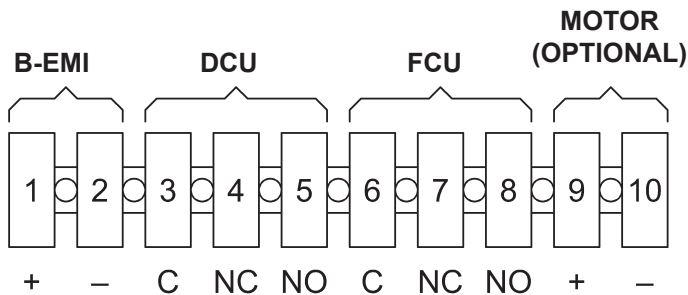 B-EMI DCU FCU MOTOR (OPTIONAL)
1 2 3 4 5 6 7 8 9 10
+ – C NC NO C NC NO + –